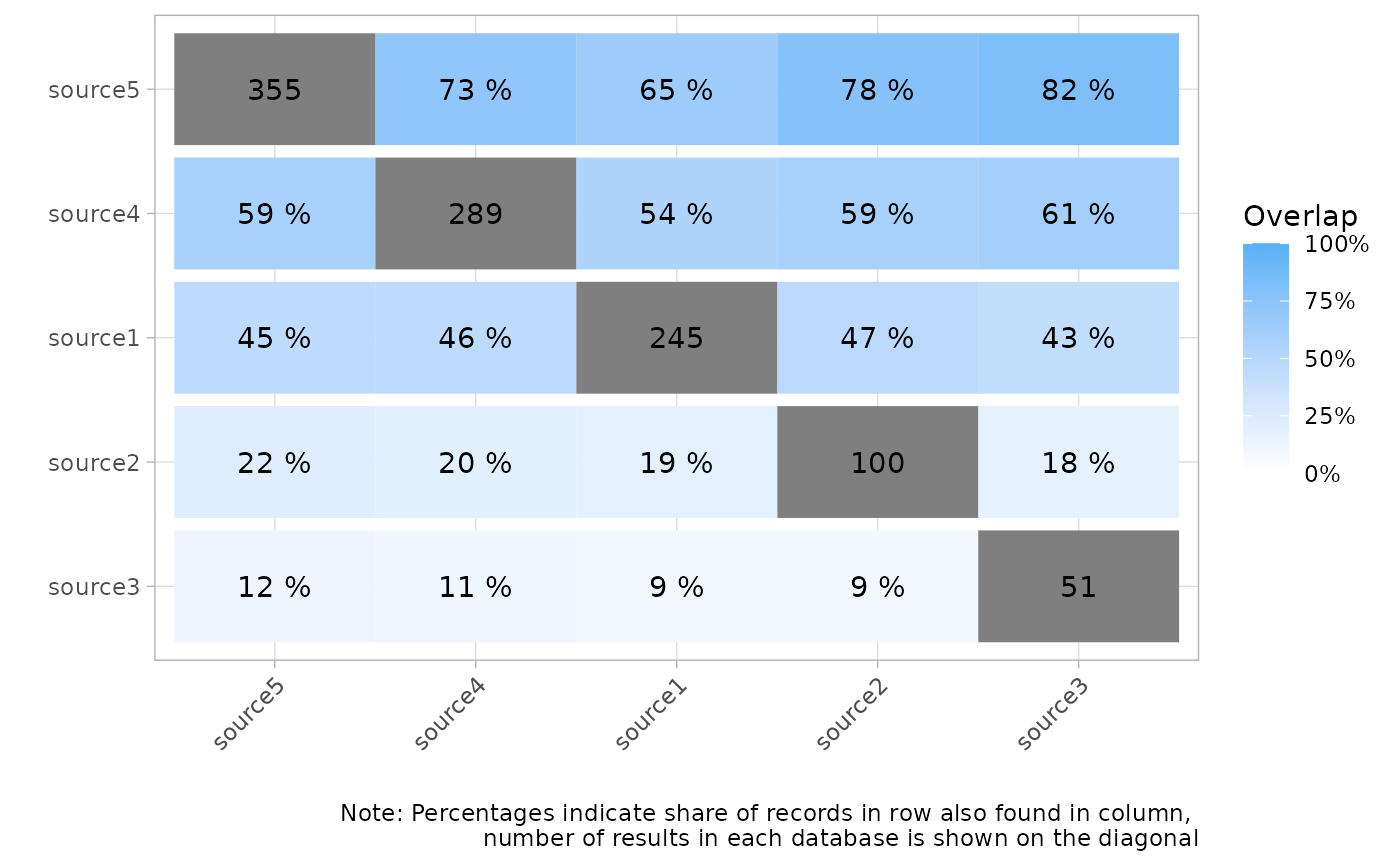 source5 355 73 % 65 % 78 % 82 %
source4 59 % 289 54 % 59 % 61 %
source1 45 % 46 % 245 47 % 43 %
source2 22 % 20 % 19 % 100 18 %
source3 12 % 11 % 9 % 9 % 51
source5 source4 source1 source2 source3
Overlap
100%
75%
50%
25%
0%
Note: Percentages indicate share of records in row also found in column,
number of results in each database is shown on the diagonal